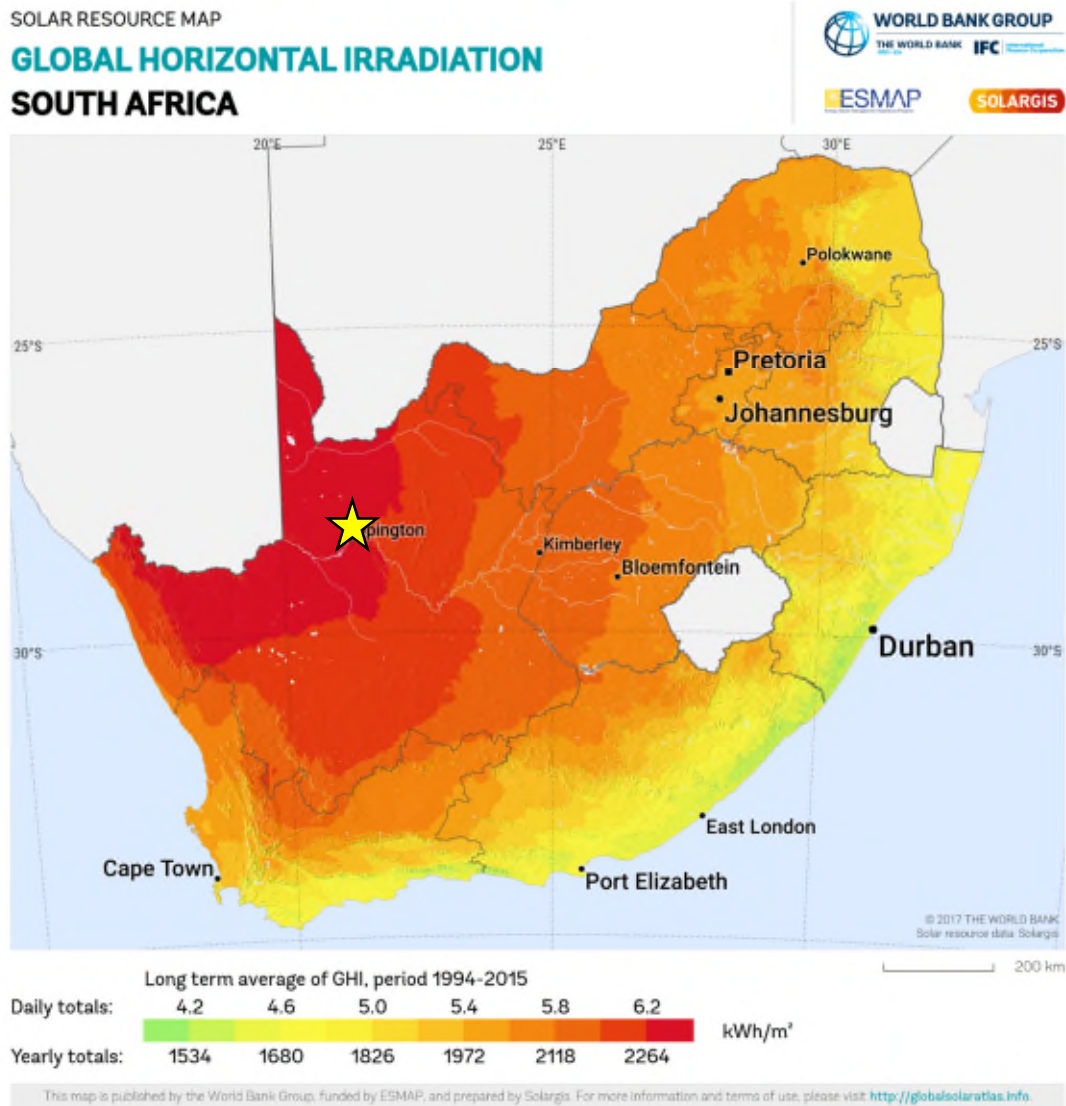 SOLAR RESOURCE MAP
GLOBAL HORIZONTAL IRRADIATION
SOUTH AFRICA
WORLD BANK GROUP
THE WORLD BANK IFC
ESMAP
SOLARGIS
20°E 25°E 30°E
Polokwane
25°S 25°S
Pretoria
Johannesburg
pington
Kimberley
Bloemfontein
Durban
30°S 30°S
East London
Cape Town
Port Elizabeth
© 2017 THE WORLD BANK
Solar resource data: Solargis
200 km
Long term average of GHI, period 1994-2015
Daily totals: 4.2 4.6 5.0 5.4 5.8 6.2
kWh/m²
Yearly totals: 1534 1680 1826 1972 2118 2264
This map is published by the World Bank Group, funded by ESMAP, and prepared by Solargis. For more information and terms of use, please visit http://globalsolaratlas.info.